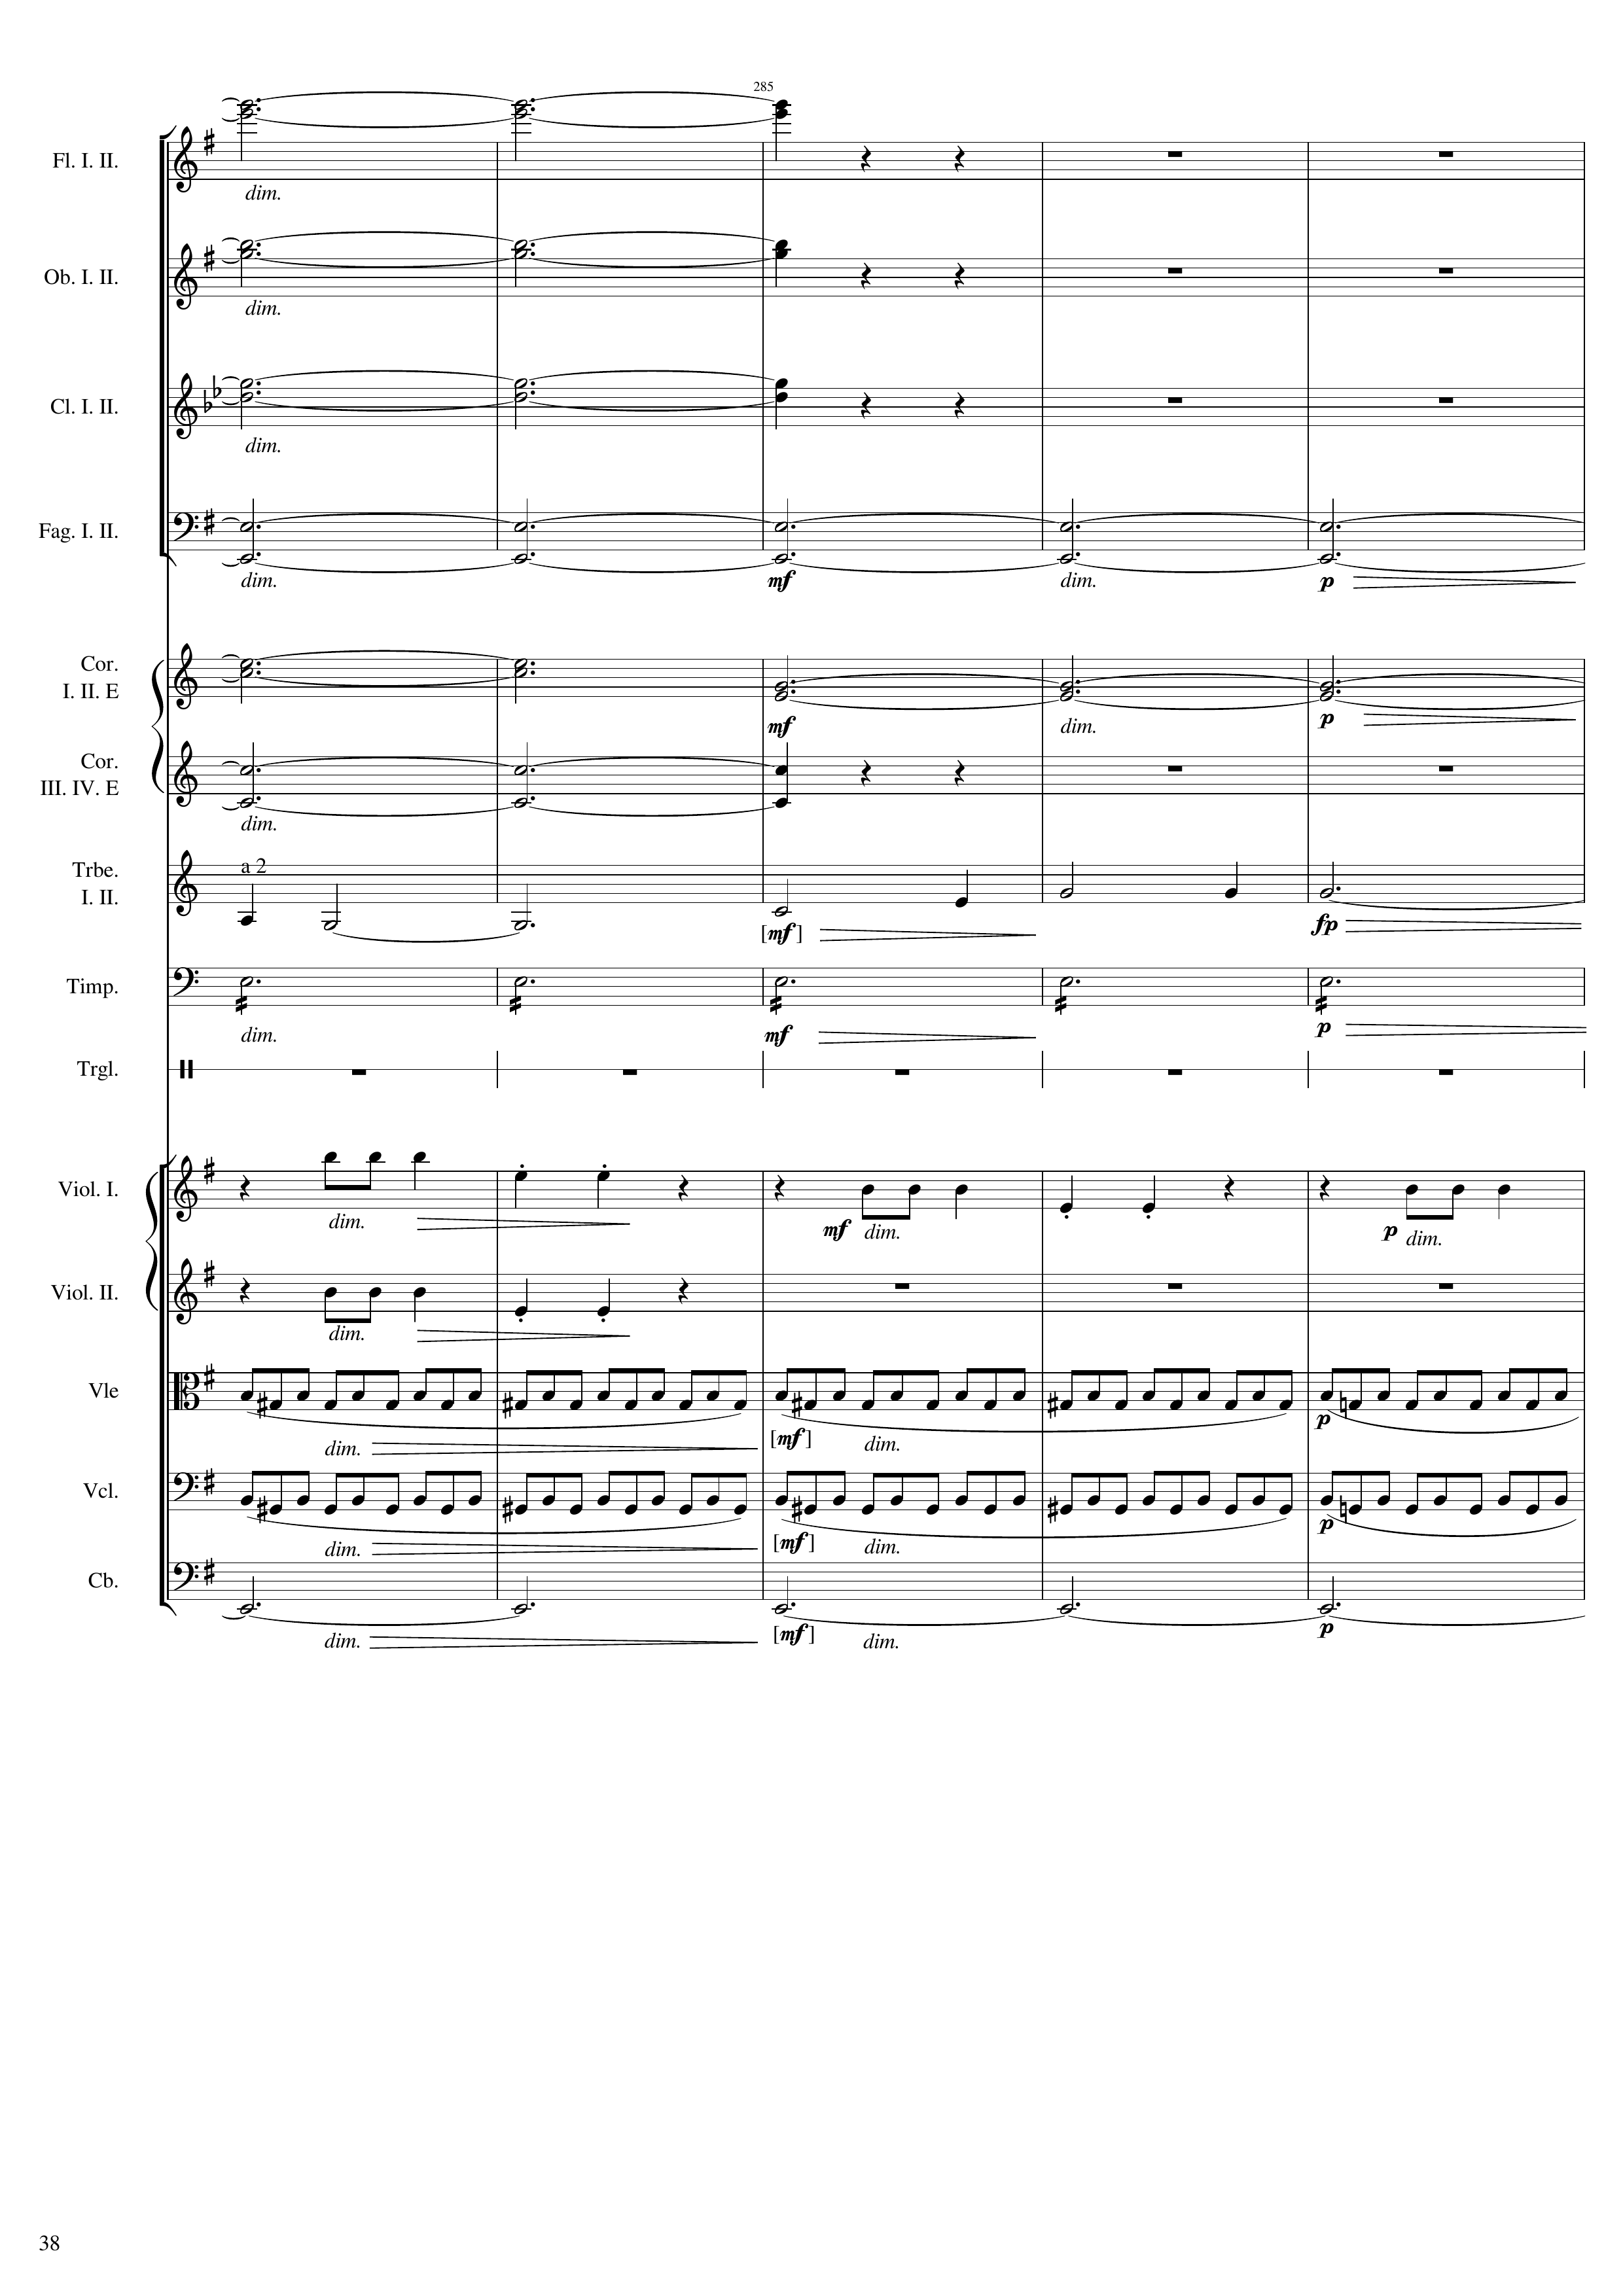 285
Fl. I. II.
dim.
Ob. I. II.
dim.
Cl. I. II.
dim.
Fag. I. II.
dim. mf dim. p
Cor.
I. II. E
mf dim. p
Cor.
III. IV. E
dim.
Trbe.
I. II.
a 2
[mf] fp
Timp.
dim. mf p
Trgl.
Viol. I.
dim. mf dim. p dim.
Viol. II.
dim.
Vle
dim. [mf] dim. p
Vcl.
dim. [mf] dim. p
Cb.
dim. [mf] dim. p
38